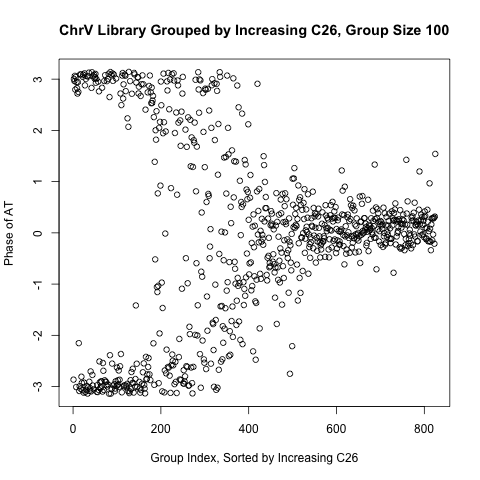 ChrV Library Grouped by Increasing C26, Group Size 100
3
2
1
0
-1
-2
-3
Phase of AT
0 200 400 600 800
Group Index, Sorted by Increasing C26